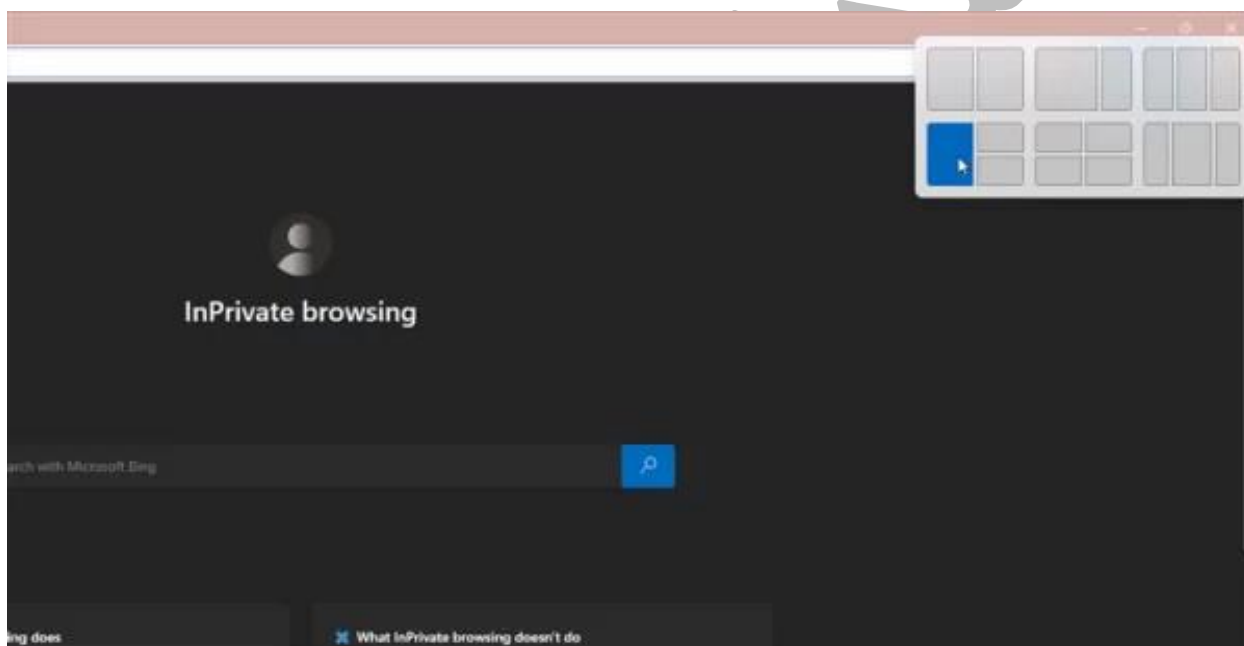 InPrivate browsing
arch with Microsoft Bing
ing does
What InPrivate browsing doesn't do